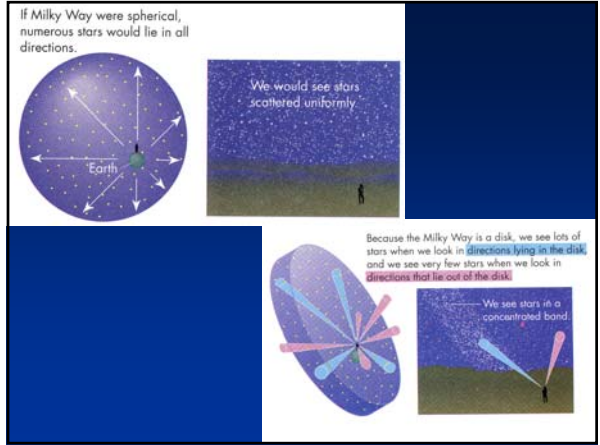 If Milky Way were spherical,
numerous stars would lie in all
directions.
Earth
We would see stars
scattered uniformly
Because the Milky Way is a disk, we see lots of
stars when we look in directions lying in the disk,
and we see very few stars when we look in
directions that lie out of the disk.
We see stars in a
concentrated band.